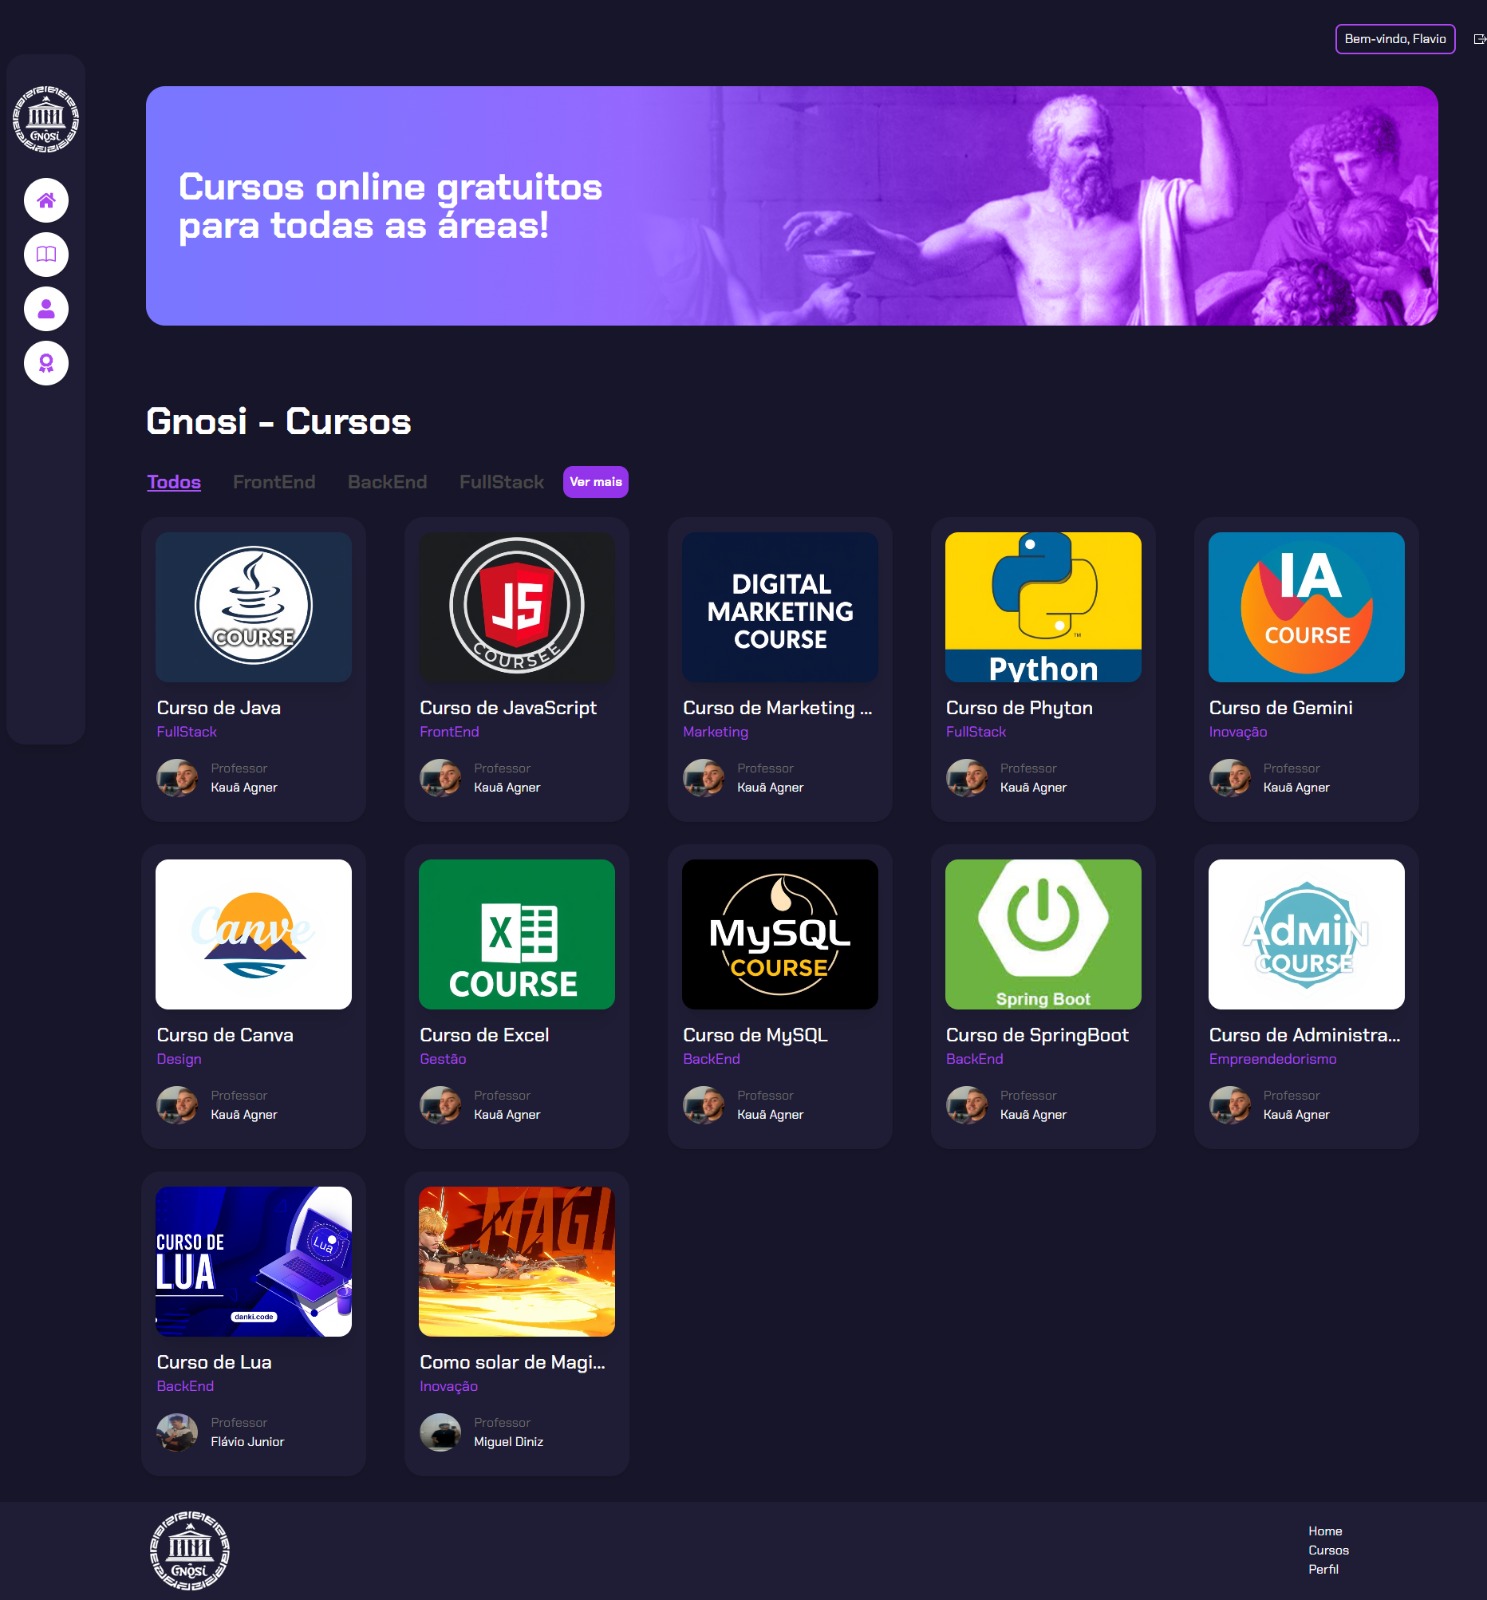 Bem-vindo, Flavio
GNOSI
Cursos online gratuitos
para todas as áreas!
Gnosi - Cursos
Todos FrontEnd BackEnd FullStack Ver mais
COURSE
JS
COURSEE
DIGITAL
MARKETING
COURSE
TM
Python
IA
COURSE
Curso de Java
FullStack
Professor
Kauã Agner
Curso de JavaScript
FrontEnd
Professor
Kauã Agner
Curso de Marketing ...
Marketing
Professor
Kauã Agner
Curso de Phyton
FullStack
Professor
Kauã Agner
Curso de Gemini
Inovação
Professor
Kauã Agner
Canve
X
COURSE
MySQL
COURSE
Spring Boot
AdMiN
COURSE
Curso de Canva
Design
Professor
Kauã Agner
Curso de Excel
Gestão
Professor
Kauã Agner
Curso de MySQL
BackEnd
Professor
Kauã Agner
Curso de SpringBoot
BackEnd
Professor
Kauã Agner
Curso de Administra...
Empreendedorismo
Professor
Kauã Agner
CURSO DE
LUA
Lua
danki.code
MAGI
Curso de Lua
BackEnd
Professor
Flávio Junior
Como solar de Magi...
Inovação
Professor
Miguel Diniz
GNOSI
Home
Cursos
Perfil